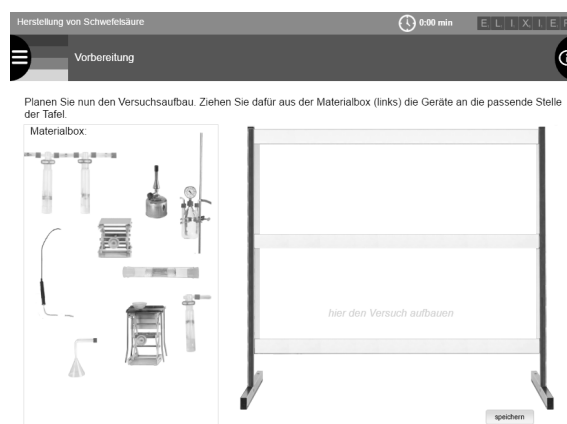 Herstellung von Schwefelsäure
0:00 min
E. L. I. X. I. E. R
Vorbereitung
Planen Sie nun den Versuchsaufbau. Ziehen Sie dafür aus der Materialbox (links) die Geräte an die passende Stelle
der Tafel.
Materialbox:
hier den Versuch aufbauen
speichern